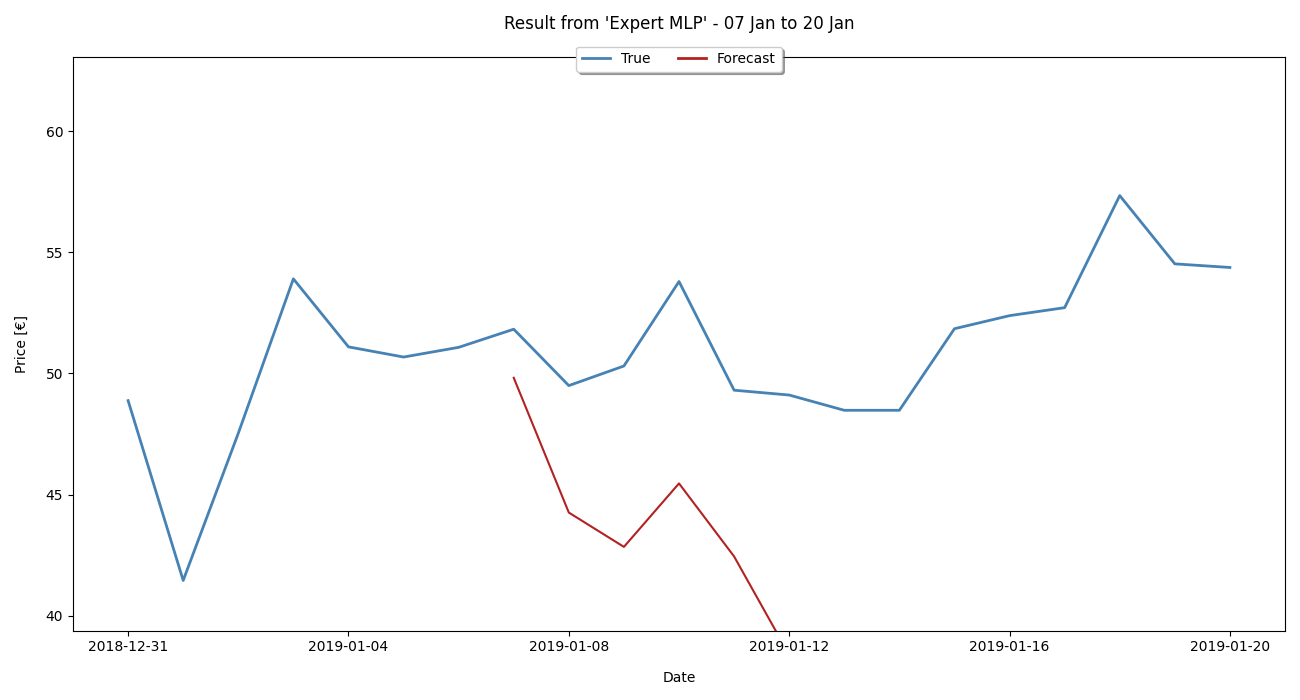 Result from 'Expert MLP' - 07 Jan to 20 Jan
True Forecast
60
55
50
45
40
Price [€]
2018-12-31 2019-01-04 2019-01-08 2019-01-12 2019-01-16 2019-01-20
Date